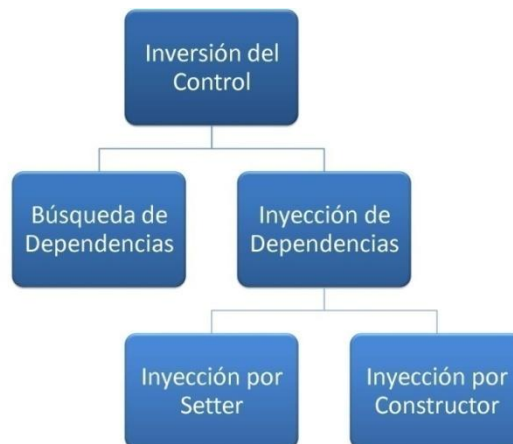 Inversión del
Control
Búsqueda de
Dependencias
Inyección de
Dependencias
Inyección por
Setter
Inyección por
Constructor